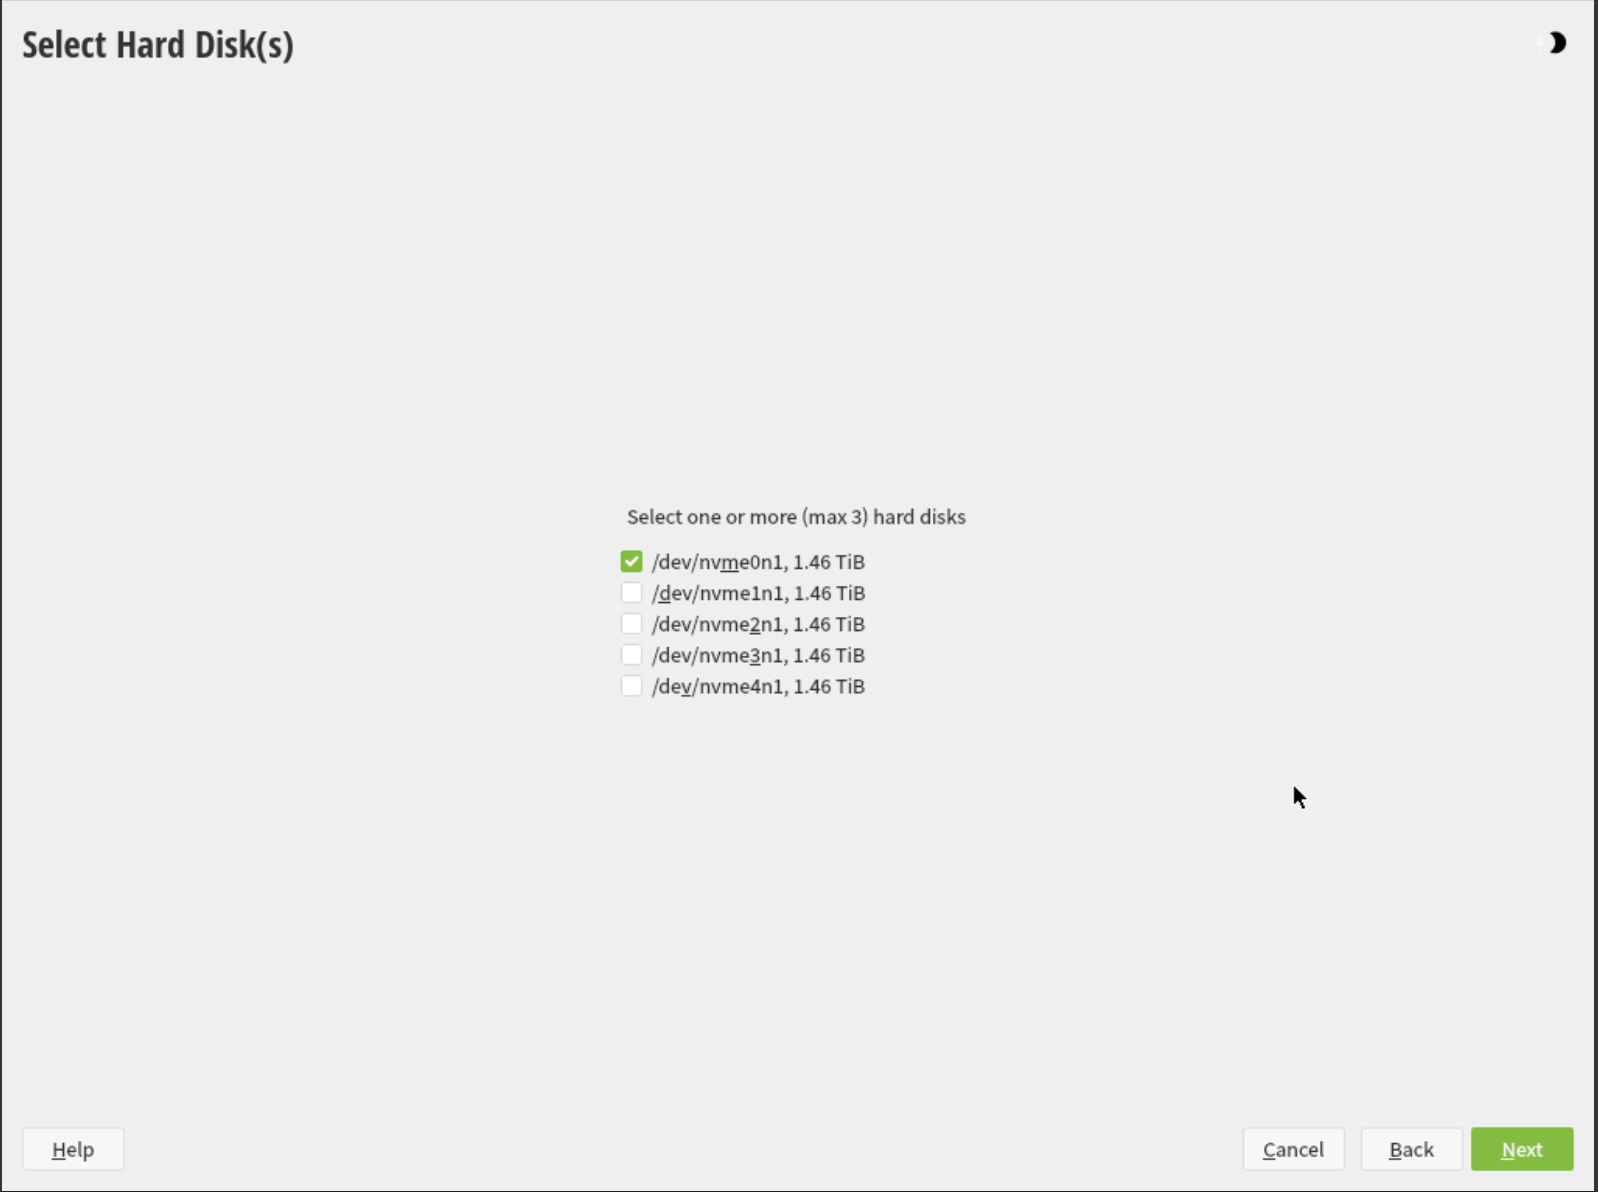 Select Hard Disk(s)
Select one or more (max 3) hard disks
/dev/nvme0n1, 1.46 TiB
/dev/nvme1n1, 1.46 TiB
/dev/nvme2n1, 1.46 TiB
/dev/nvme3n1, 1.46 TiB
/dev/nvme4n1, 1.46 TiB
Help
Cancel
Back
Next